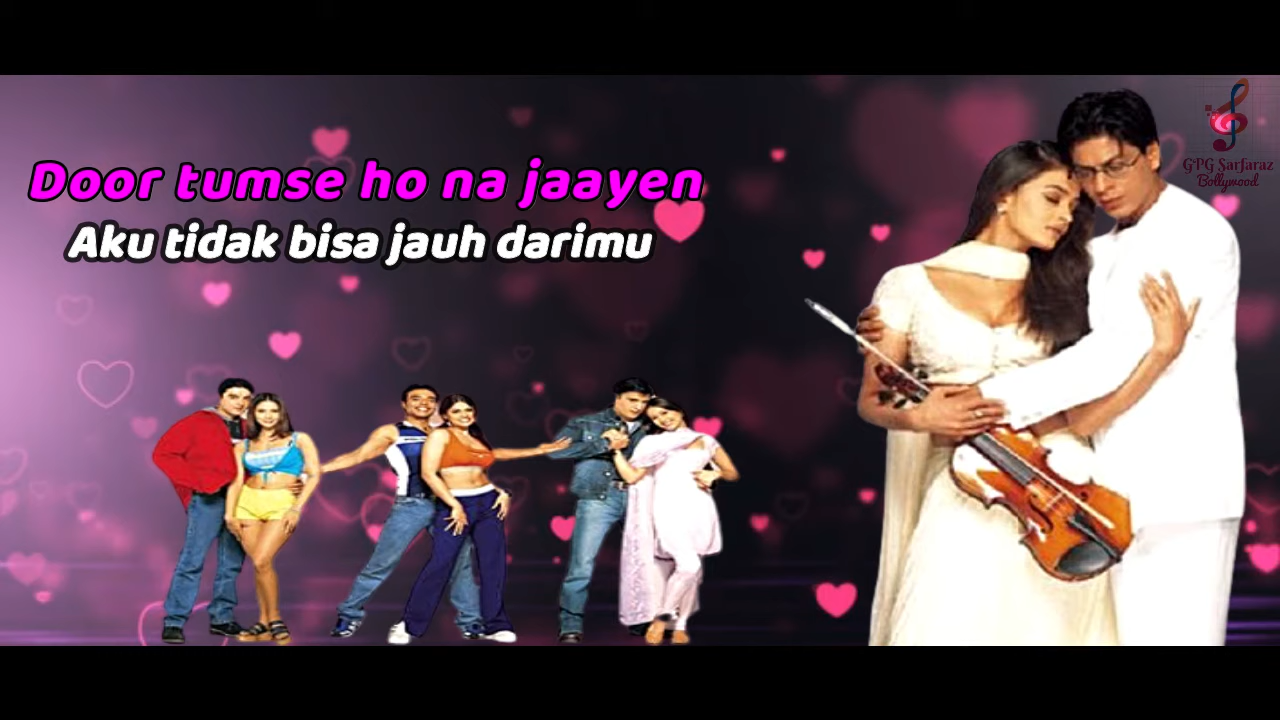 Door tumse ho na jaayen
Aku tidak bisa jauh darimu
GPG Sarfaraz
Bollywood